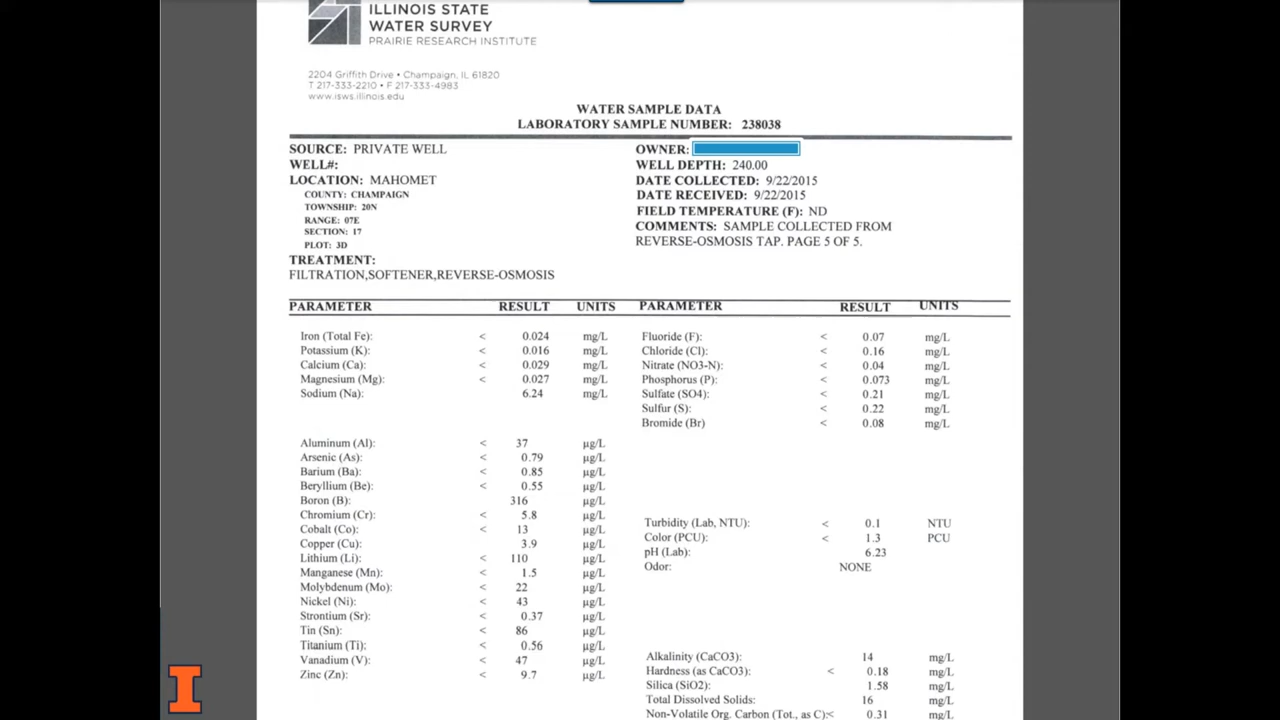 ILLINOIS STATE
WATER SURVEY
PRAIRIE RESEARCH INSTITUTE
2204 Griffith Drive • Champaign, IL 61820
T 217-333-2210 • F 217-333-4983
www.isws.illinois.edu
WATER SAMPLE DATA
LABORATORY SAMPLE NUMBER: 238038
SOURCE: PRIVATE WELL
WELL#:
LOCATION: MAHOMET
COUNTY: CHAMPAIGN
TOWNSHIP: 20N
RANGE: 07E
SECTION: 17
PLOT: 3D
TREATMENT:
FILTRATION,SOFTENER,REVERSE-OSMOSIS
OWNER:
WELL DEPTH: 240.00
DATE COLLECTED: 9/22/2015
DATE RECEIVED: 9/22/2015
FIELD TEMPERATURE (F): ND
COMMENTS: SAMPLE COLLECTED FROM
REVERSE-OSMOSIS TAP. PAGE 5 OF 5.
PARAMETER RESULT UNITS
Iron (Total Fe): < 0.024 mg/L
Potassium (K): < 0.016 mg/L
Calcium (Ca): < 0.029 mg/L
Magnesium (Mg): < 0.027 mg/L
Sodium (Na): 6.24 mg/L
Aluminum (Al): < 37 µg/L
Arsenic (As): < 0.79 µg/L
Barium (Ba): < 0.85 µg/L
Beryllium (Be): < 0.55 µg/L
Boron (B): 316 µg/L
Chromium (Cr): < 5.8 µg/L
Cobalt (Co): < 13 µg/L
Copper (Cu): 3.9 µg/L
Lithium (Li): < 110 µg/L
Manganese (Mn): < 1.5 µg/L
Molybdenum (Mo): < 22 µg/L
Nickel (Ni): < 43 µg/L
Strontium (Sr): < 0.37 µg/L
Tin (Sn): < 86 µg/L
Titanium (Ti): < 0.56 µg/L
Vanadium (V): < 47 µg/L
Zinc (Zn): < 9.7 µg/L
PARAMETER RESULT UNITS
Fluoride (F): < 0.07 mg/L
Chloride (Cl): < 0.16 mg/L
Nitrate (NO3-N): < 0.04 mg/L
Phosphorus (P): < 0.073 mg/L
Sulfate (SO4): < 0.21 mg/L
Sulfur (S): < 0.22 mg/L
Bromide (Br) < 0.08 mg/L
Turbidity (Lab, NTU): < 0.1 NTU
Color (PCU): < 1.3 PCU
pH (Lab): 6.23
Odor: NONE
Alkalinity (CaCO3): 14 mg/L
Hardness (as CaCO3): < 0.18 mg/L
Silica (SiO2): 1.58 mg/L
Total Dissolved Solids: 16 mg/L
Non-Volatile Org. Carbon (Tot., as C):< 0.31 mg/L
I